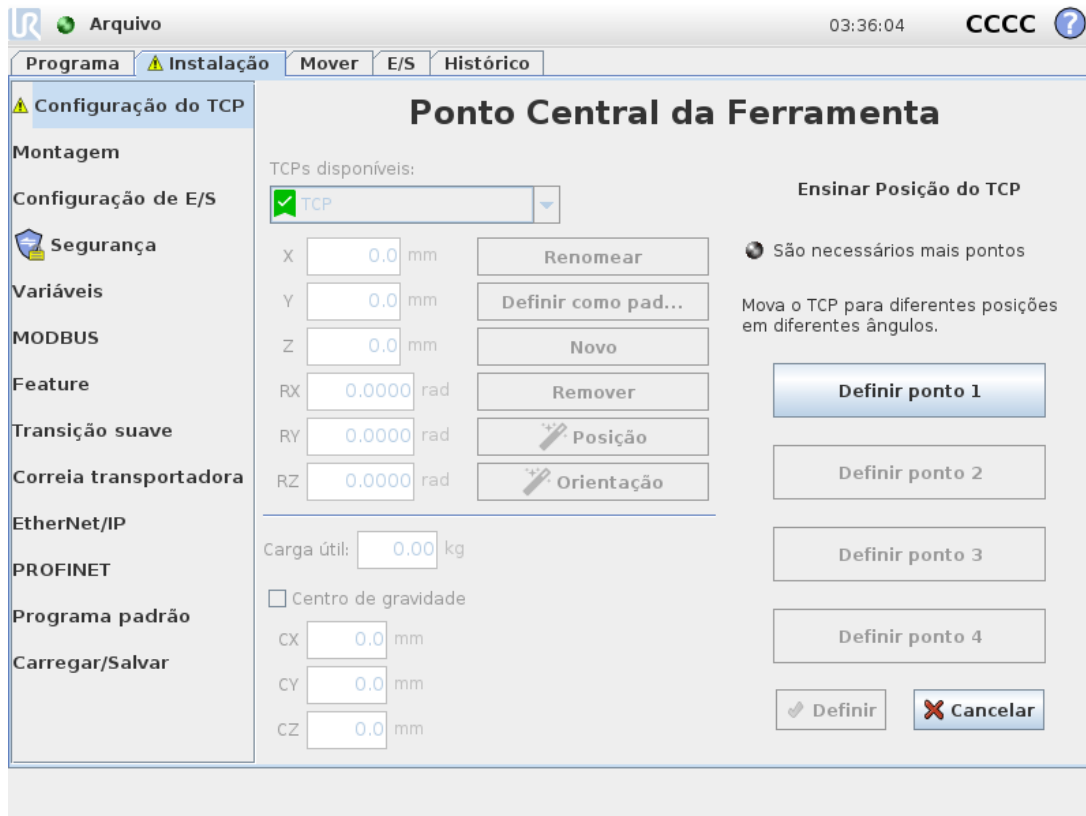 Arquivo
03:36:04
CCCC
?
Programa
Instalação
Mover
E/S
Histórico
Configuração do TCP
Montagem
Configuração de E/S
Segurança
Variáveis
MODBUS
Feature
Transição suave
Correia transportadora
EtherNet/IP
PROFINET
Programa padrão
Carregar/Salvar
Ponto Central da Ferramenta
TCPs disponíveis:
TCP
X 0.0 mm
Renomear
Y 0.0 mm
Definir como pad...
Z 0.0 mm
Novo
RX 0.0000 rad
Remover
RY 0.0000 rad
Posição
RZ 0.0000 rad
Orientação
Carga útil: 0.00 kg
Centro de gravidade
CX 0.0 mm
CY 0.0 mm
CZ 0.0 mm
Ensinar Posição do TCP
São necessários mais pontos
Mova o TCP para diferentes posições
em diferentes ângulos.
Definir ponto 1
Definir ponto 2
Definir ponto 3
Definir ponto 4
Definir
Cancelar